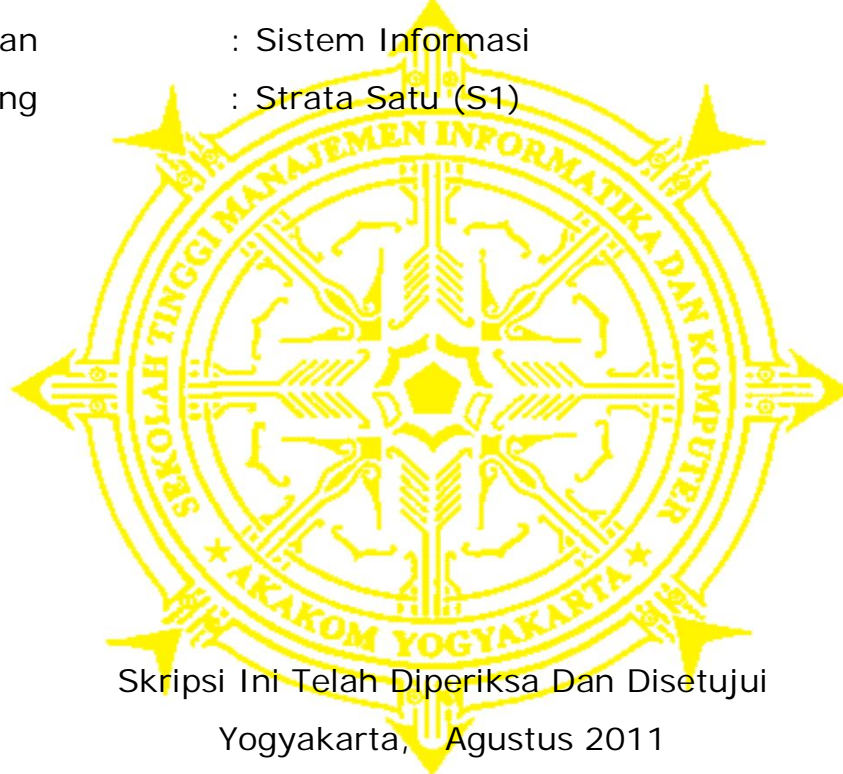 an : Sistem Informasi
ng : Strata Satu (S1)
SEKOLAH TINGGI MANAJEMEN INFORMATIKA DAN KOMPUTER
★ AKAKOM YOGYAKARTA ★
Skripsi Ini Telah Diperiksa Dan Disetujui
Yogyakarta, Agustus 2011